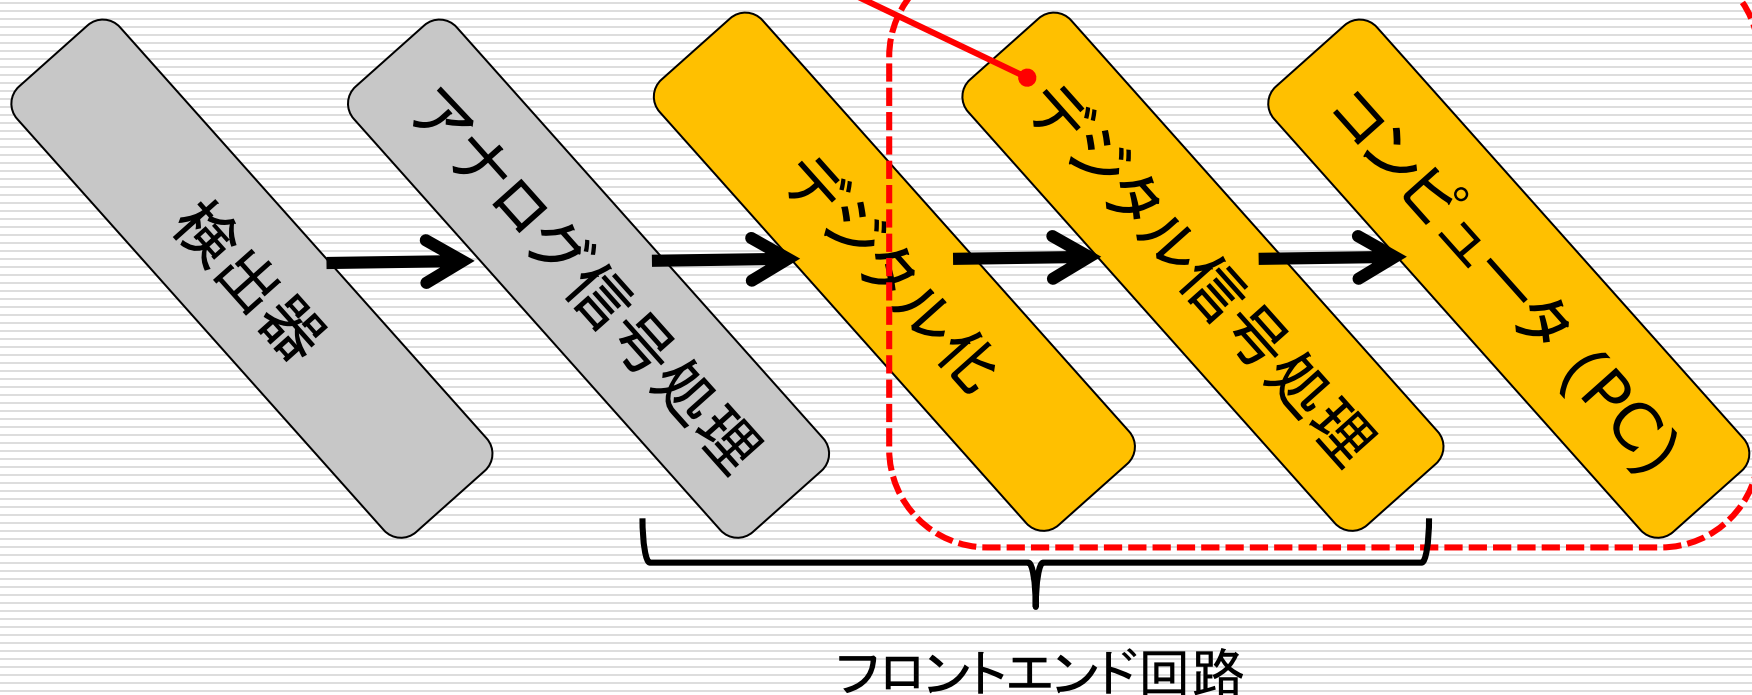 検出器
アナログ信号処理
デジタル化
デジタル信号処理
コンピュータ (PC)
フロントエンド回路